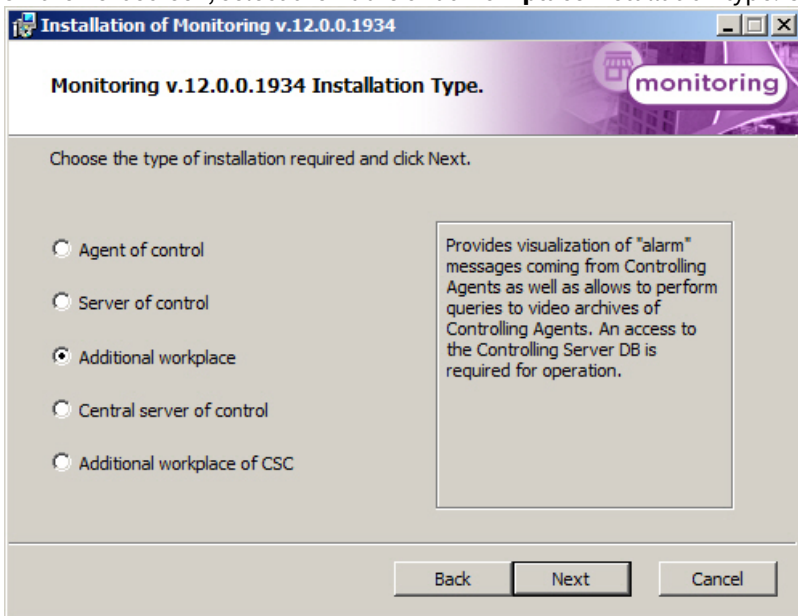 Installation of Monitoring v.12.0.0.1934
Monitoring v.12.0.0.1934 Installation Type.
monitoring
Choose the type of installation required and click Next.
Agent of control
Server of control
Additional workplace
Central server of control
Additional workplace of CSC
Provides visualization of "alarm"
messages coming from Controlling
Agents as well as allows to perform
queries to video archives of
Controlling Agents. An access to
the Controlling Server DB is
required for operation.
Back
Next
Cancel